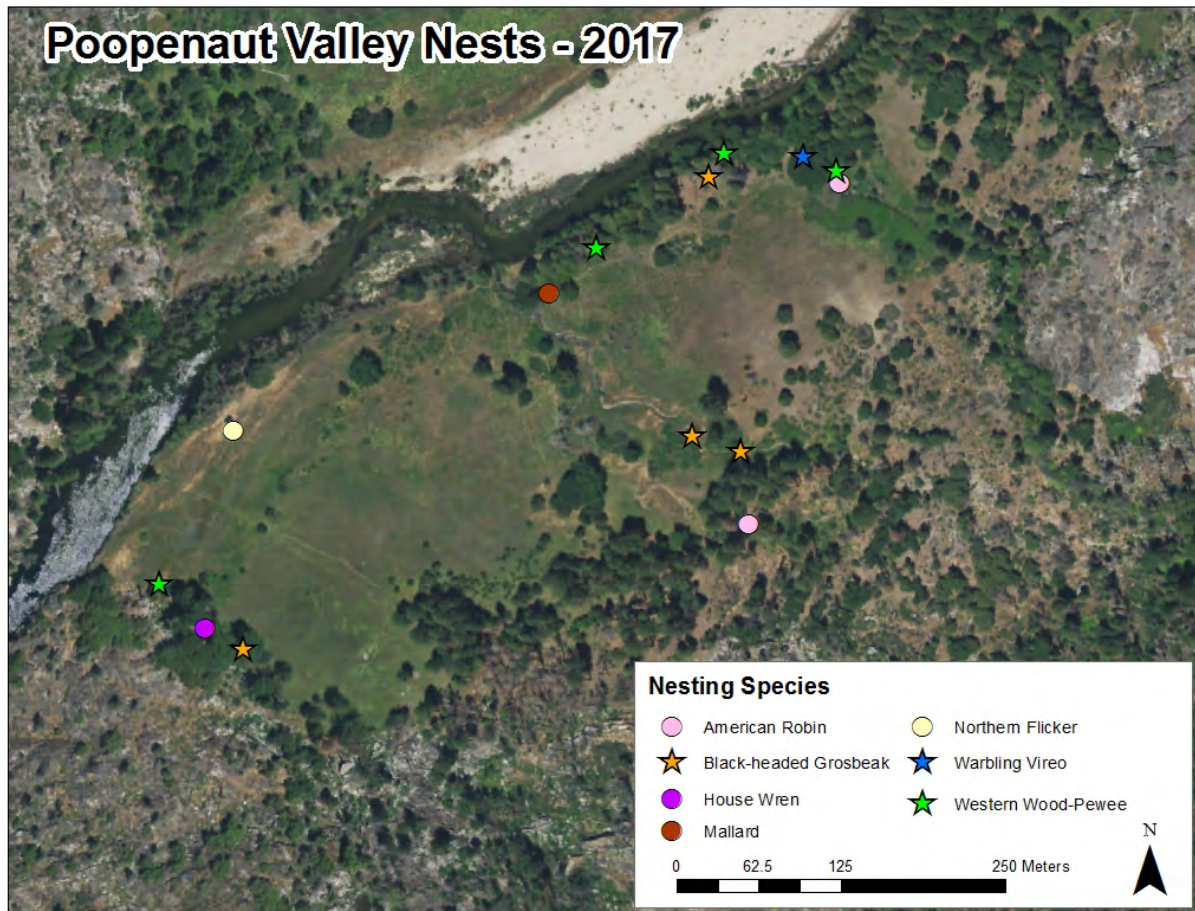 Poopenaut Valley Nests - 2017
Nesting Species
American Robin
Black-headed Grosbeak
House Wren
Mallard
Northern Flicker
Warbling Vireo
Western Wood-Pewee
N
0 62.5 125 250 Meters